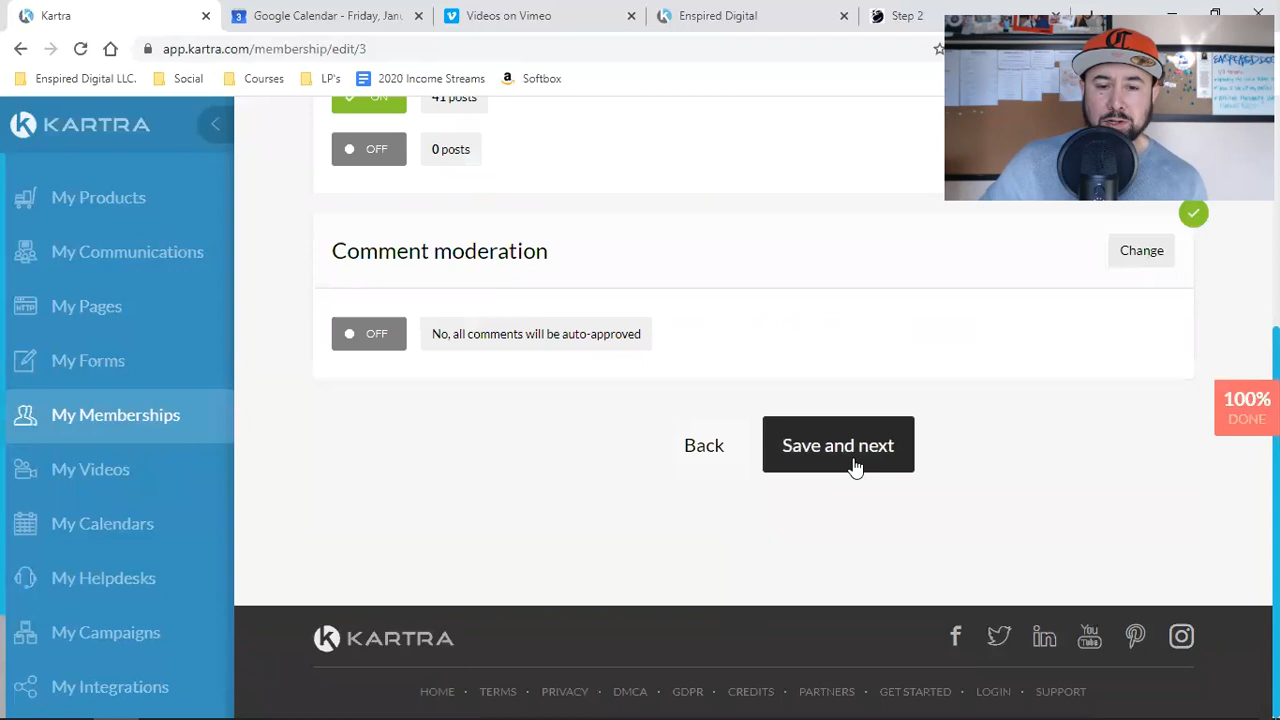 Kartra
Google Calendar - Friday, Janu
Videos on Vimeo
Enspired Digital
Step 2
app.kartra.com/membership/edit/3
Enspired Digital LLC.
Social
Courses
LP's
2020 Income Streams
Softbox
KARTRA
My Products
My Communications
My Pages
My Forms
My Memberships
My Videos
My Calendars
My Helpdesks
My Campaigns
My Integrations
41 posts
OFF
0 posts
Comment moderation
Change
OFF
No, all comments will be auto-approved
100%
DONE
Back
Save and next
KARTRA
HOME · TERMS · PRIVACY · DMCA · GDPR · CREDITS · PARTNERS · GET STARTED · LOGIN · SUPPORT